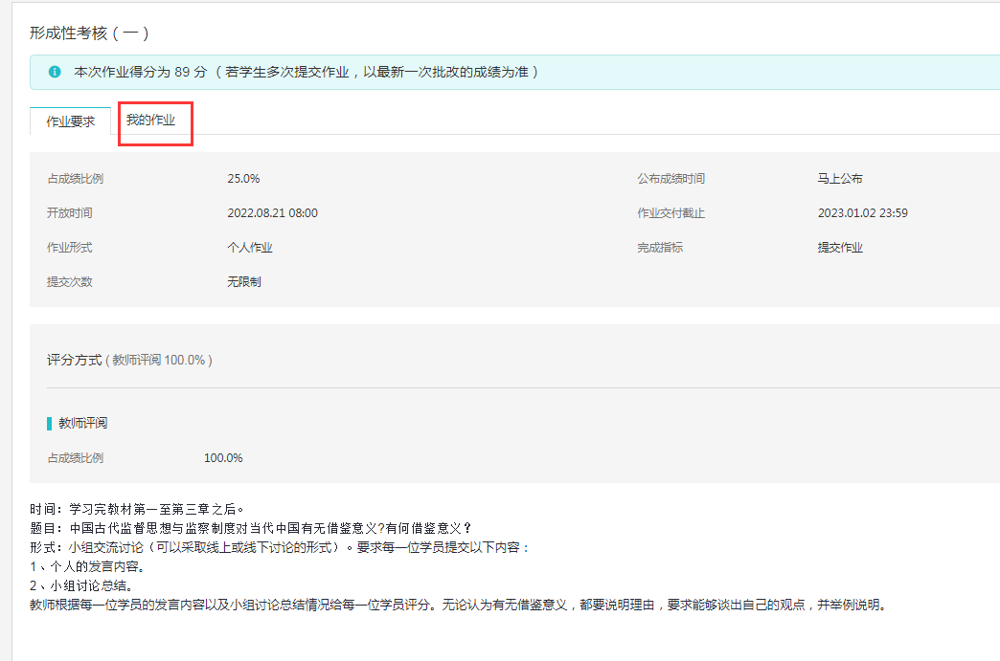 形成性考核（一）
本次作业得分为 89 分 （ 若学生多次提交作业，以最新一次批改的成绩为准 ）
作业要求 我的作业
占成绩比例 25.0% 公布成绩时间 马上公布
开放时间 2022.08.21 08:00 作业交付截止 2023.01.02 23:59
作业形式 个人作业 完成指标 提交作业
提交次数 无限制
评分方式 ( 教师评阅 100.0% )
教师评阅
占成绩比例 100.0%
时间：学习完教材第一至第三章之后。
题目：中国古代监督思想与监察制度对当代中国有无借鉴意义?有何借鉴意义？
形式：小组交流讨论（可以采取线上或线下讨论的形式）。要求每一位学员提交以下内容：
1、个人的发言内容。
2、小组讨论总结。
教师根据每一位学员的发言内容以及小组讨论总结情况给每一位学员评分。无论认为有无借鉴意义，都要说明理由，要求能够谈出自己的观点，并举例说明。